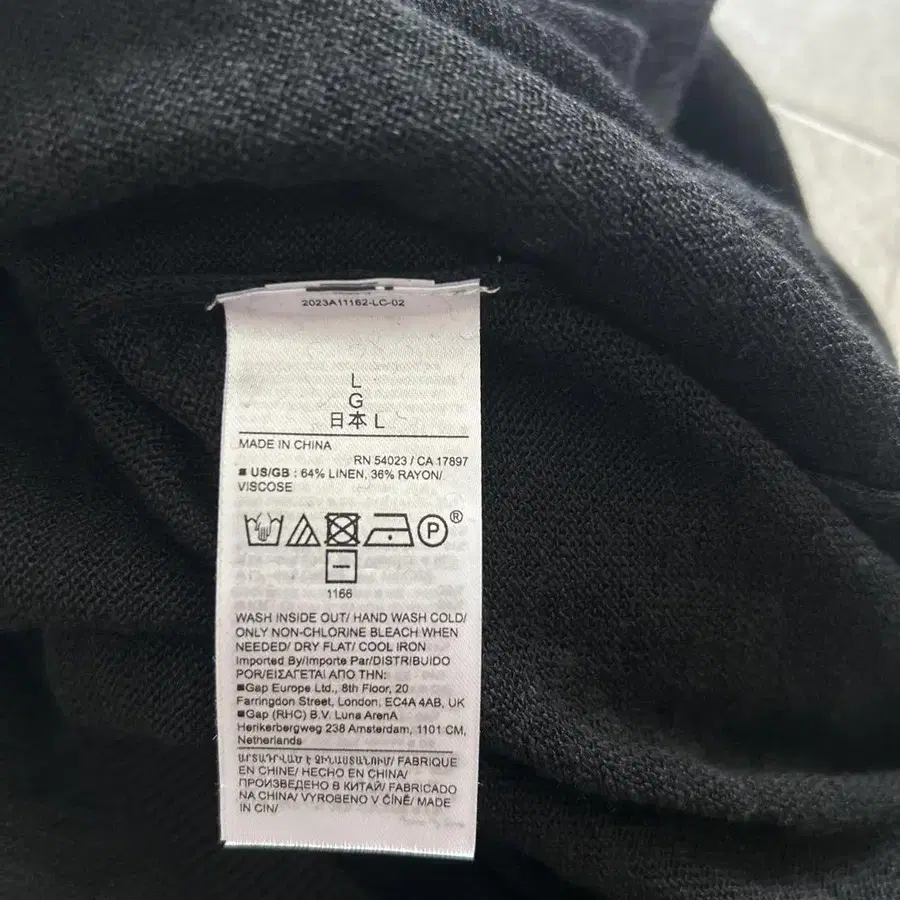 2023A11162-LC-02
L
G
日本 L
MADE IN CHINA
RN 54023 / CA 17897
■ US/GB : 64% LINEN, 36% RAYON/
VISCOSE
P ®
1166
WASH INSIDE OUT/ HAND WASH COLD/
ONLY NON-CHLORINE BLEACH WHEN
NEEDED/ DRY FLAT/ COOL IRON
Imported By/Importe Par/DISTRIBUIDO
POR/ΕΙΣΑΓΕΤΑΙ ΑΠΟ ΤΗΝ:
■Gap Europe Ltd., 8th Floor, 20
Farringdon Street, London, EC4A 4AB, UK
■Gap (RHC) B.V. Luna ArenA
Herikerbergweg 238 Amsterdam, 1101 CM,
Netherlands
ԱՐՏԱԴՐՎԱԾ Է ՉԻՆԱՍՏԱՆՈՒՄ/ FABRIQUE
EN CHINE/ HECHO EN CHINA/
ПРОИЗВЕДЕНО В КИТАЙ/ FABRICADO
NA CHINA/ VYROBENO V ČÍNĚ/ MADE
IN CIN/